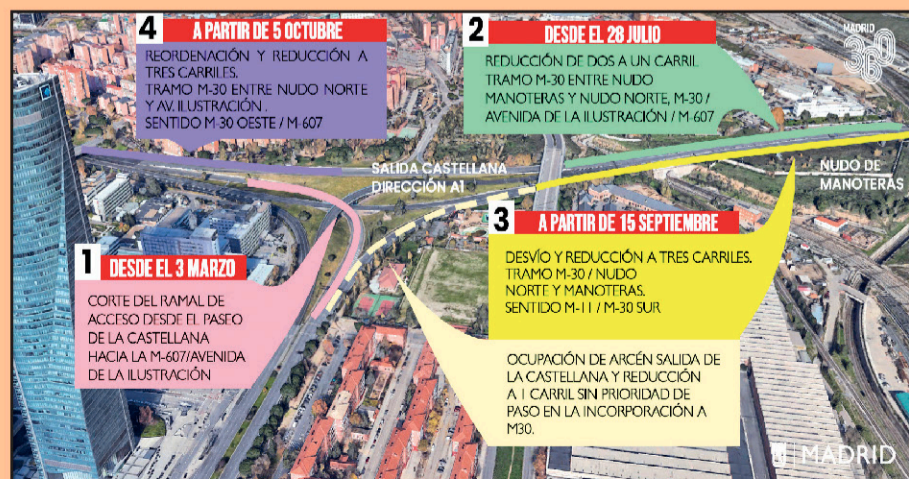 4 A PARTIR DE 5 OCTUBRE
REORDENACIÓN Y REDUCCIÓN A
TRES CARRILES.
TRAMO M-30 ENTRE NUDO NORTE
Y AV. ILUSTRACIÓN.
SENTIDO M-30 OESTE / M-607
2 DESDE EL 28 JULIO
REDUCCIÓN DE DOS A UN CARRIL
TRAMO M-30 ENTRE NUDO
MANOTERAS Y NUDO NORTE, M-30 /
AVENIDA DE LA ILUSTRACIÓN / M-607
MADRID
360
SALIDA CASTELLANA
DIRECCIÓN A1
NUDO DE
MANOTERAS
1 DESDE EL 3 MARZO
CORTE DEL RAMAL DE
ACCESO DESDE EL PASEO
DE LA CASTELLANA
HACIA LA M-607/AVENIDA
DE LA ILUSTRACIÓN
3 A PARTIR DE 15 SEPTIEMBRE
DESVÍO Y REDUCCIÓN A TRES CARRILES.
TRAMO M-30 / NUDO
NORTE Y MANOTERAS.
SENTIDO M-11 / M-30 SUR
OCUPACIÓN DE ARCÉN SALIDA DE
LA CASTELLANA Y REDUCCIÓN
A 1 CARRIL SIN PRIORIDAD DE
PASO EN LA INCORPORACIÓN A
M30.
MADRID